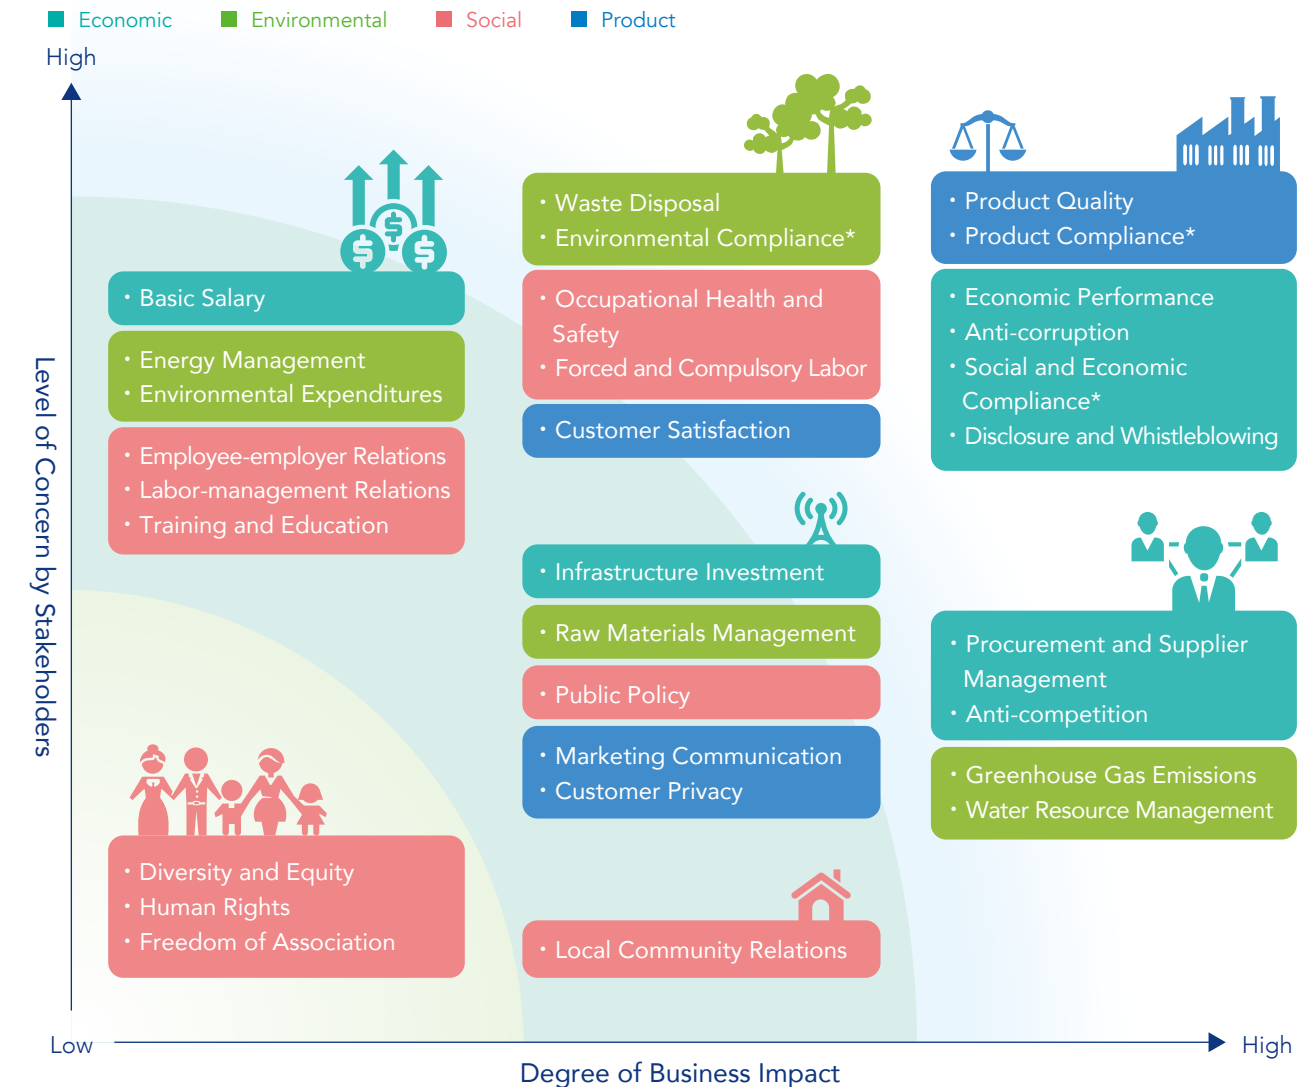 Economic
Environmental
Social
Product
High
Level of Concern by Stakeholders
· Basic Salary
· Energy Management
· Environmental Expenditures
· Employee-employer Relations
· Labor-management Relations
· Training and Education
· Diversity and Equity
· Human Rights
· Freedom of Association
· Waste Disposal
· Environmental Compliance*
· Occupational Health and
Safety
· Forced and Compulsory Labor
· Customer Satisfaction
· Infrastructure Investment
· Raw Materials Management
· Public Policy
· Marketing Communication
· Customer Privacy
· Local Community Relations
· Product Quality
· Product Compliance*
· Economic Performance
· Anti-corruption
· Social and Economic
Compliance*
· Disclosure and Whistleblowing
· Procurement and Supplier
Management
· Anti-competition
· Greenhouse Gas Emissions
· Water Resource Management
Low
High
Degree of Business Impact